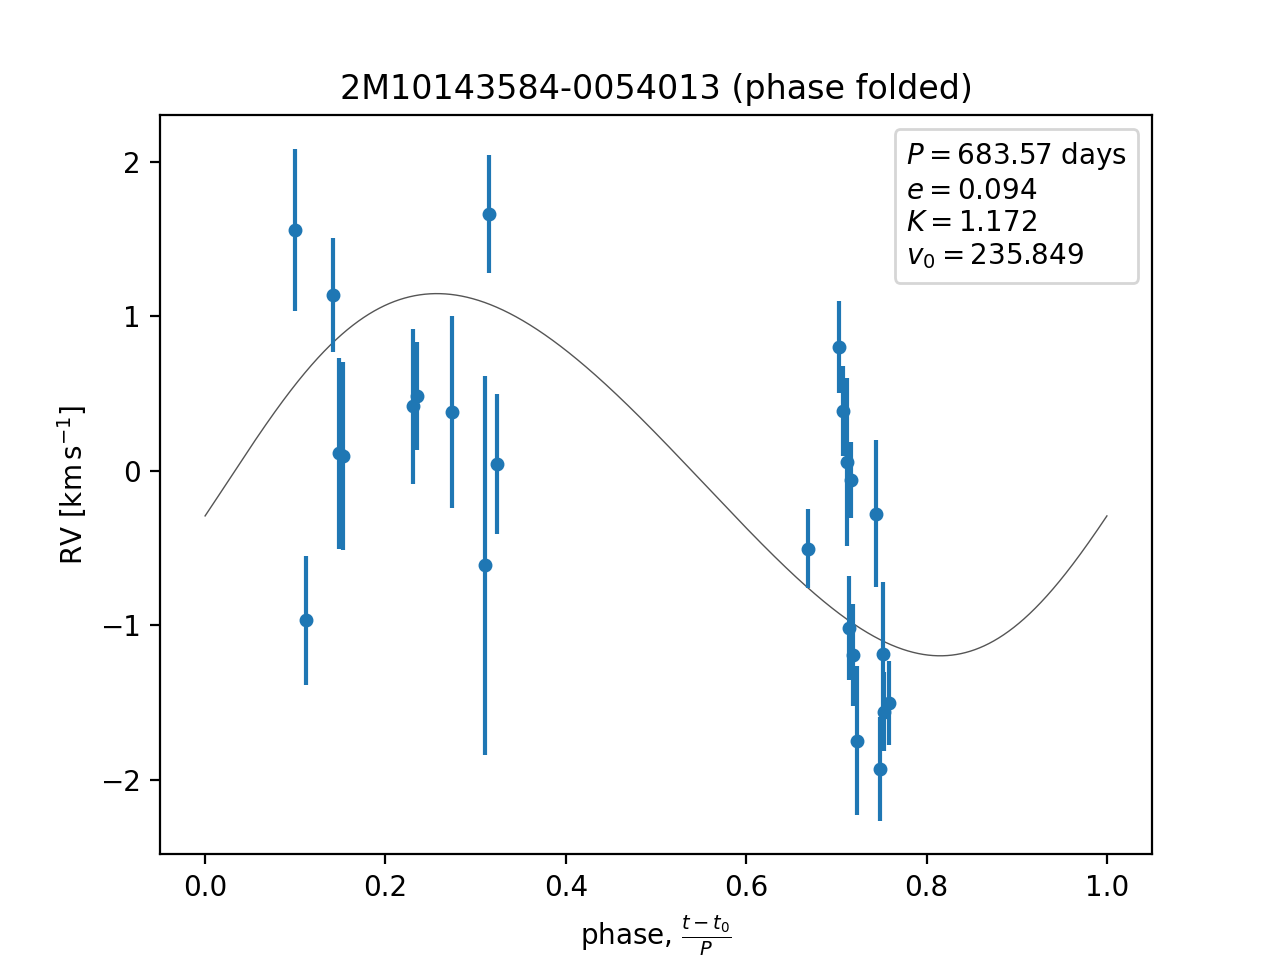 2M10143584-0054013 (phase folded)
P = 683.57 days
e = 0.094
K = 1.172
v₀ = 235.849
RV [km s⁻¹]
2
1
0
−1
−2
0.0 0.2 0.4 0.6 0.8 1.0
phase, (t − t₀)/P